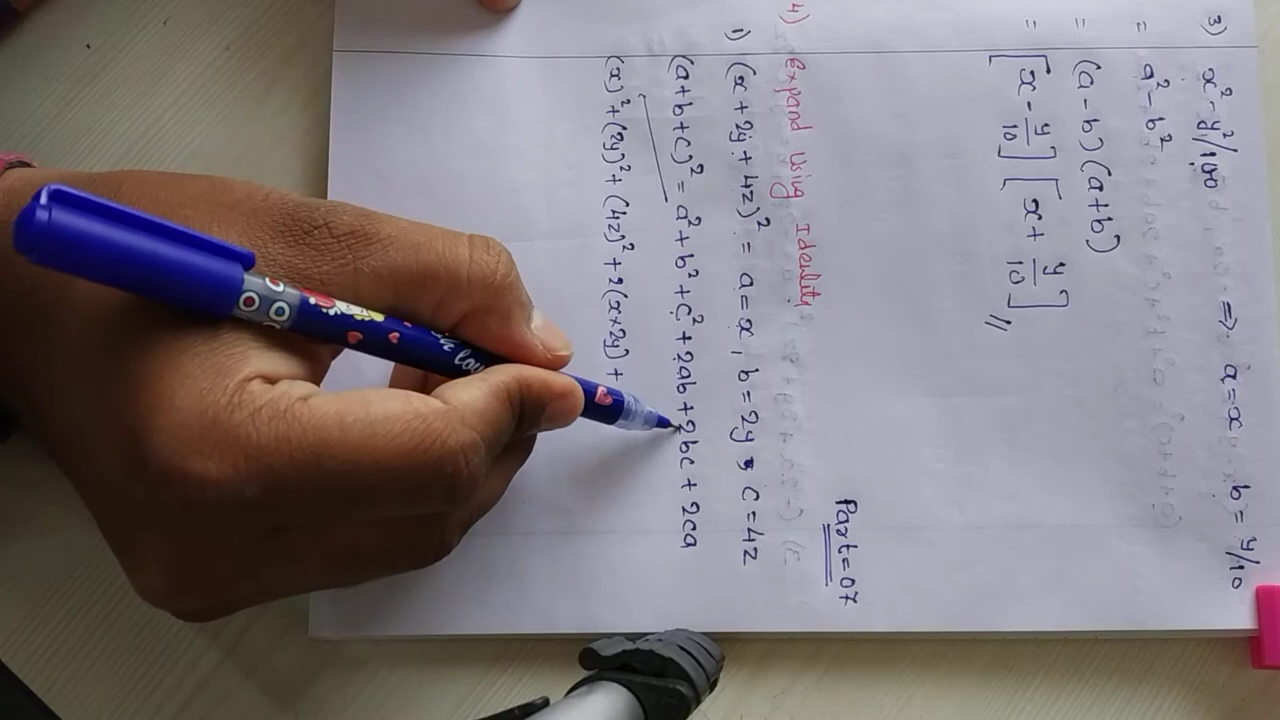 3) x² - y²/100 => a=x, b = y/10
= a² - b²
= (a-b) (a+b)
= [x - y/10] [x + y/10] //
Part=07
4) Expand Using Identity
1) (x + 2y + 4z)² = a=x, b=2y, c=4z
(a+b+c)² = a² + b² + c² + 2ab + 2bc + 2ca
(x)² + (2y)² + (4z)² + 2(x×2y) +